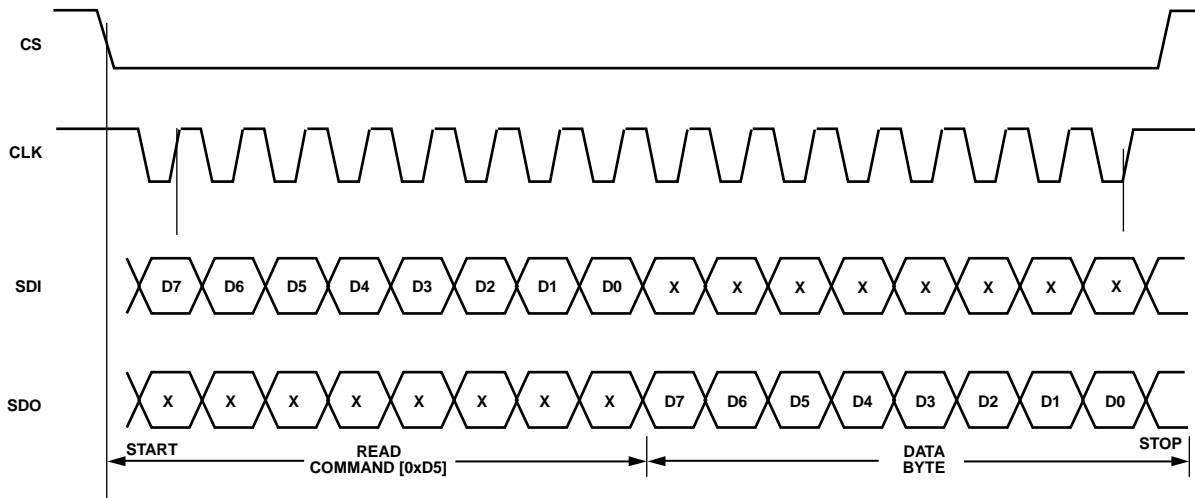 CS
CLK
SDI
D7 D6 D5 D4 D3 D2 D1 D0 X X X X X X X X
SDO
X X X X X X X X D7 D6 D5 D4 D3 D2 D1 D0
START
READ
COMMAND [0xD5]
DATA
BYTE
STOP